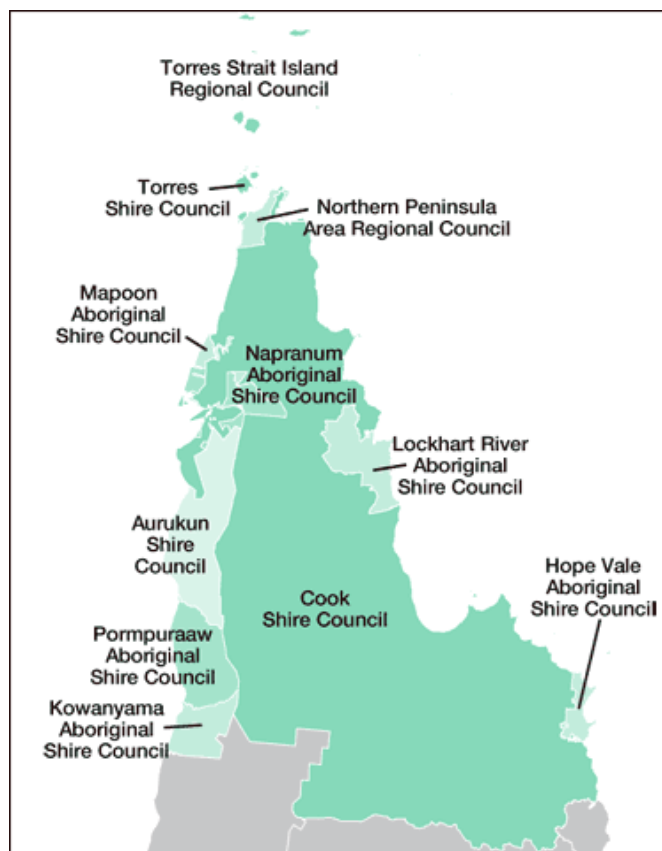 Torres Strait Island
Regional Council
Torres
Shire Council
Northern Peninsula
Area Regional Council
Mapoon
Aboriginal
Shire Council
Napranum
Aboriginal
Shire Council
Lockhart River
Aboriginal
Shire Council
Aurukun
Shire
Council
Hope Vale
Aboriginal
Shire Council
Cook
Shire Council
Pormpuraaw
Aboriginal
Shire Council
Kowanyama
Aboriginal
Shire Council